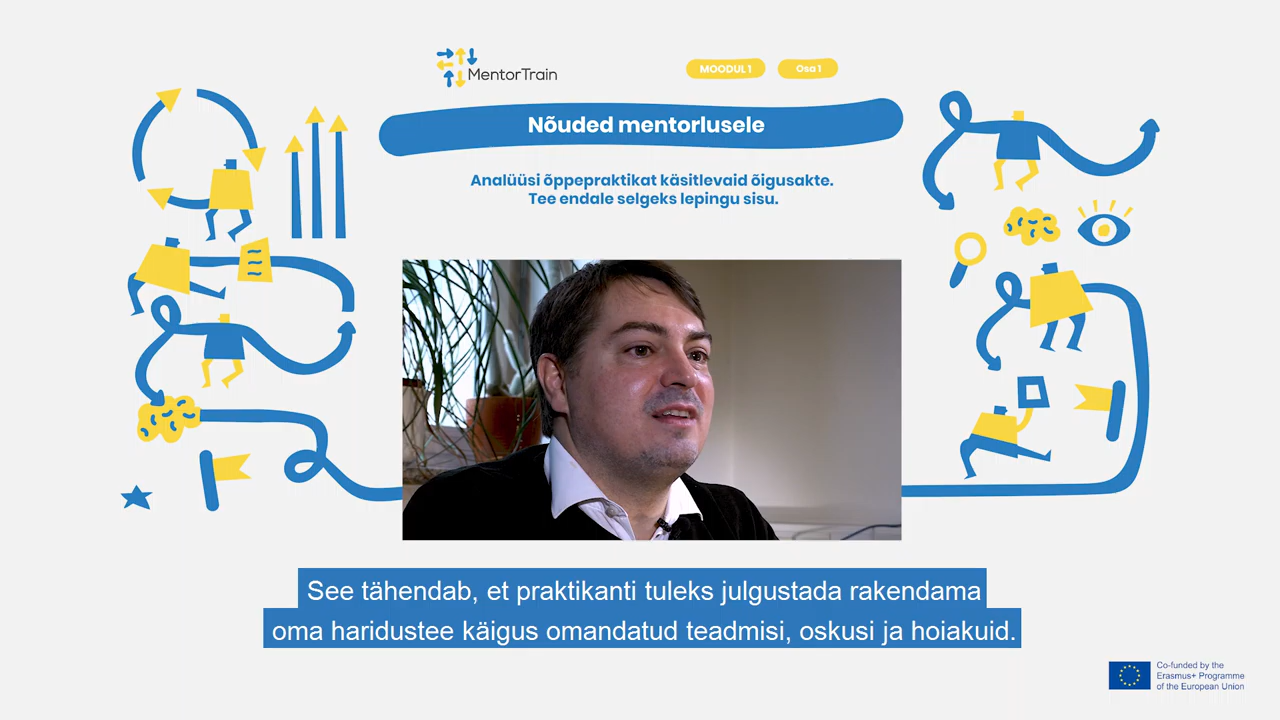 MentorTrain
MOODUL 1
Osa 1
Nõuded mentorlusele
Analüüsi õppepraktikat käsitlevaid õigusakte.
Tee endale selgeks lepingu sisu.
See tähendab, et praktikanti tuleks julgustada rakendama
oma haridustee käigus omandatud teadmisi, oskusi ja hoiakuid.
Co-funded by the
Erasmus+ Programme
of the European Union